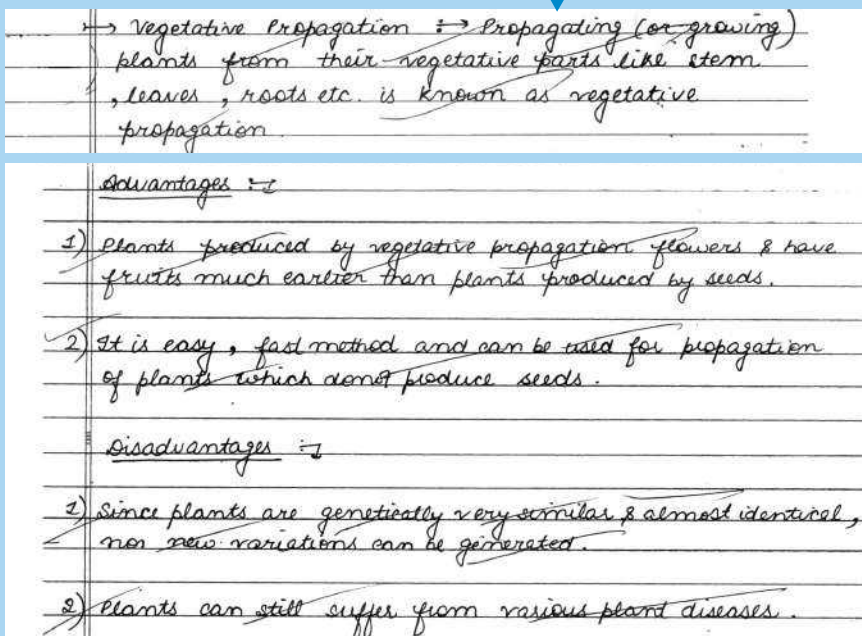 ↦ Vegetative Propagation :↦ Propagating (or growing)
plants from their vegetative parts like stem
, leaves, roots etc. is known as vegetative
propagation.
Advantages :-
1) Plants produced by vegetative propagation flowers & have
fruits much earlier than plants produced by seeds.
2) It is easy, fast method and can be used for propagation
of plants which donot produce seeds.
Disadvantages :-
1) Since plants are genetically very similar & almost identical,
non new variations can be generated.
2) Plants can still suffer from various plant diseases.